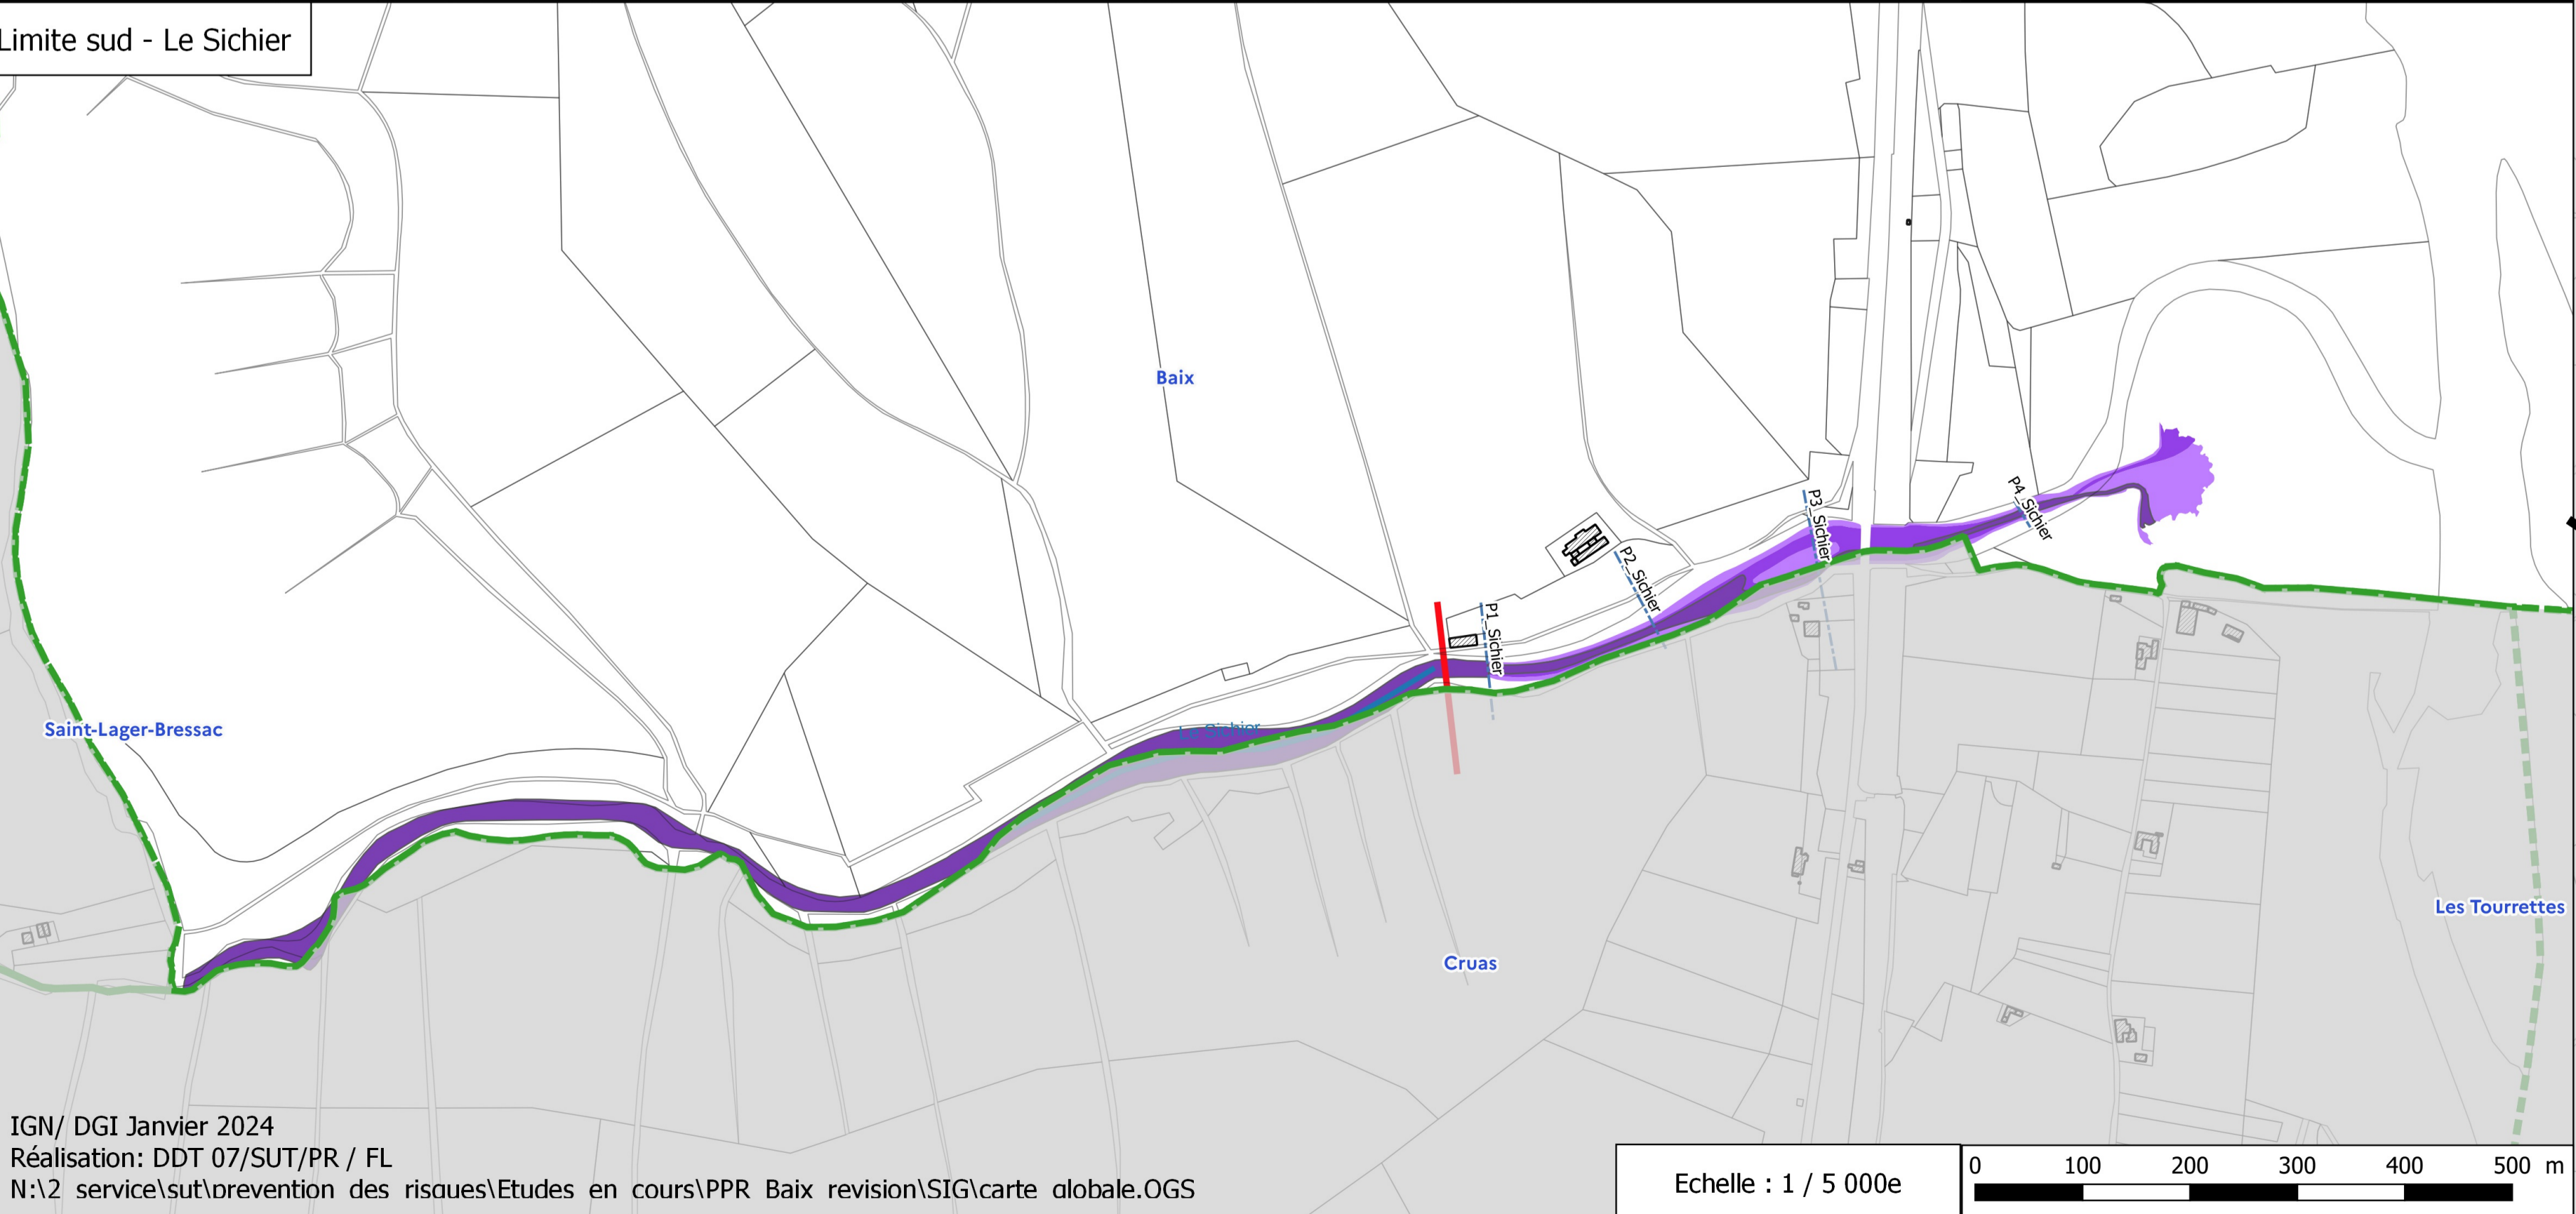 Limite sud - Le Sichier
Baix
P3_Sichier
P4_Sichier
P2_Sichier
P1_Sichier
Le Sichier
Saint-Lager-Bressac
Les Tourrettes
Cruas
IGN/ DGI Janvier 2024
Réalisation: DDT 07/SUT/PR / FL
N:\2_service\sut\prevention_des_risques\Etudes_en_cours\PPR_Baix_revision\SIG\carte_globale.QGS
Echelle : 1 / 5 000e
0 100 200 300 400 500 m